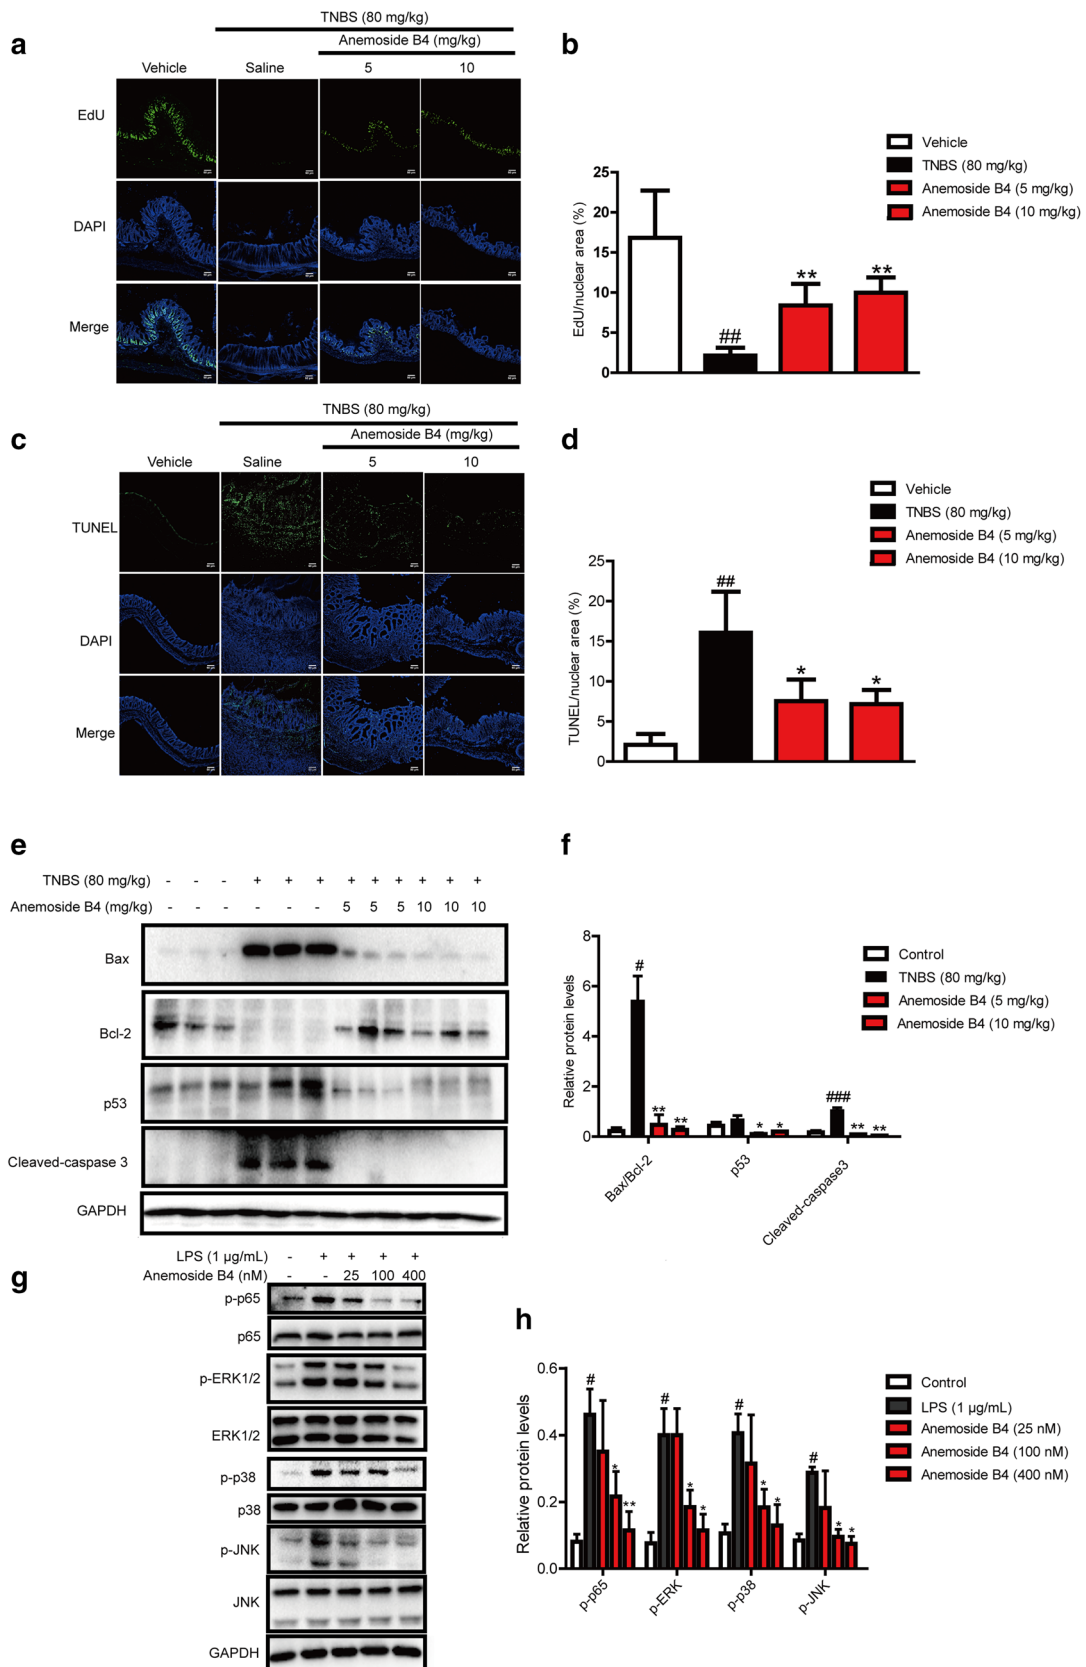 a
TNBS (80 mg/kg)
Anemoside B4 (mg/kg)
Vehicle Saline 5 10
EdU
DAPI
Merge
b
Vehicle
TNBS (80 mg/kg)
Anemoside B4 (5 mg/kg)
Anemoside B4 (10 mg/kg)
EdU/nuclear area (%)
25
20
15
10
5
0
##
**
**
c
TNBS (80 mg/kg)
Anemoside B4 (mg/kg)
Vehicle Saline 5 10
TUNEL
DAPI
Merge
d
Vehicle
TNBS (80 mg/kg)
Anemoside B4 (5 mg/kg)
Anemoside B4 (10 mg/kg)
TUNEL/nuclear area (%)
25
20
15
10
5
0
##
*
*
e
TNBS (80 mg/kg) - - - + + + + + + + + +
Anemoside B4 (mg/kg) - - - - - - 5 5 5 10 10 10
Bax
Bcl-2
p53
Cleaved-caspase 3
GAPDH
f
Control
TNBS (80 mg/kg)
Anemoside B4 (5 mg/kg)
Anemoside B4 (10 mg/kg)
Relative protein levels
8
6
4
2
0
#
** **
* *
###
** **
Bax/Bcl-2
p53
Cleaved-caspase3
g
LPS (1 μg/mL) - + + + +
Anemoside B4 (nM) - - 25 100 400
p-p65
p65
p-ERK1/2
ERK1/2
p-p38
p38
p-JNK
JNK
GAPDH
h
Control
LPS (1 μg/mL)
Anemoside B4 (25 nM)
Anemoside B4 (100 nM)
Anemoside B4 (400 nM)
Relative protein levels
0.6
0.4
0.2
0.0
# * **
# * *
# * *
# * *
p-p65
p-ERK
p-p38
p-JNK